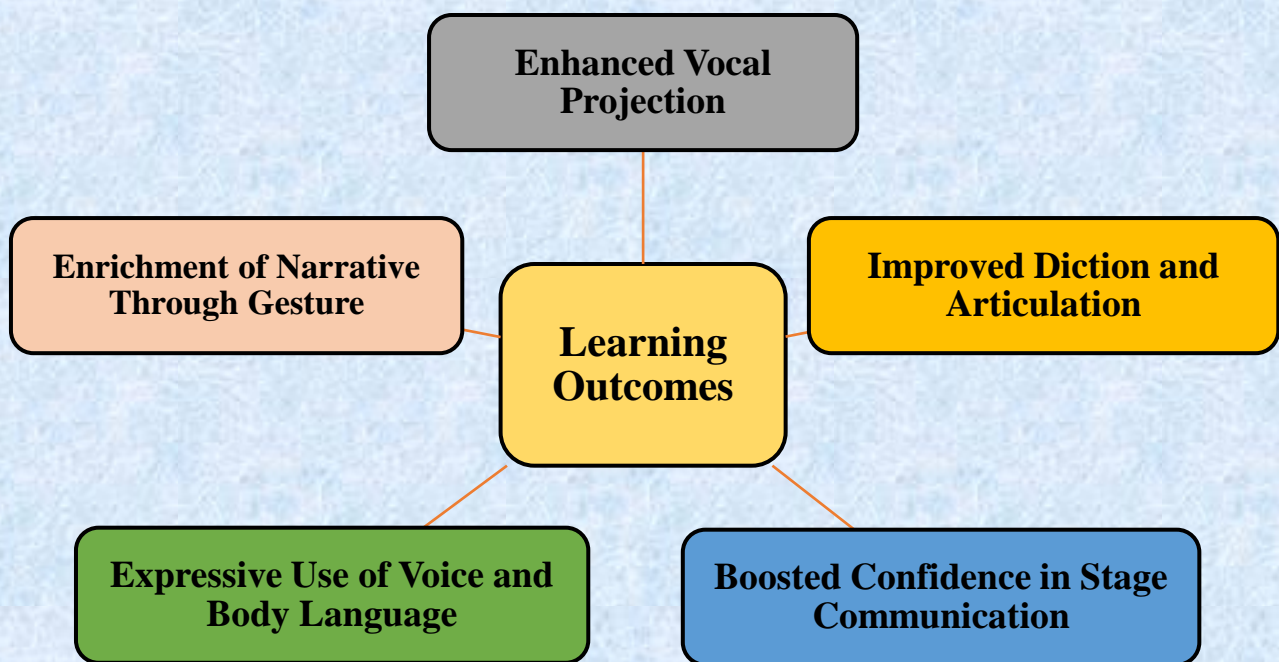 Enhanced Vocal
Projection
Enrichment of Narrative
Through Gesture
Improved Diction and
Articulation
Learning
Outcomes
Expressive Use of Voice and
Body Language
Boosted Confidence in Stage
Communication